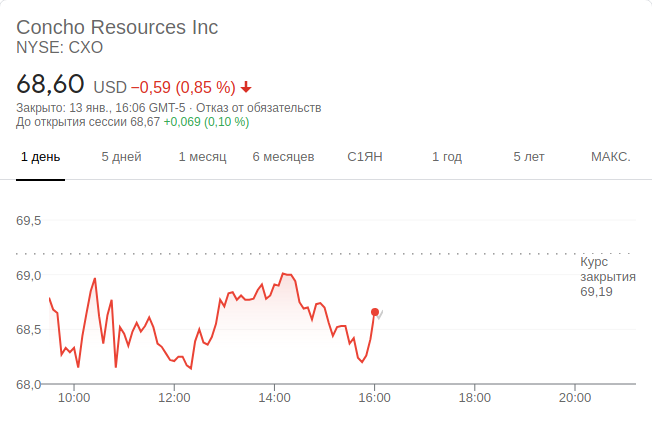 Concho Resources Inc
NYSE: CXO
68,60 USD −0,59 (0,85 %)
Закрыто: 13 янв., 16:06 GMT-5 · Отказ от обязательств
До открытия сессии 68,67 +0,069 (0,10 %)
1 день 5 дней 1 месяц 6 месяцев С1ЯН 1 год 5 лет МАКС.
69,5
Курс
закрытия
69,19
69,0
68,5
68,0
10:00 12:00 14:00 16:00 18:00 20:00